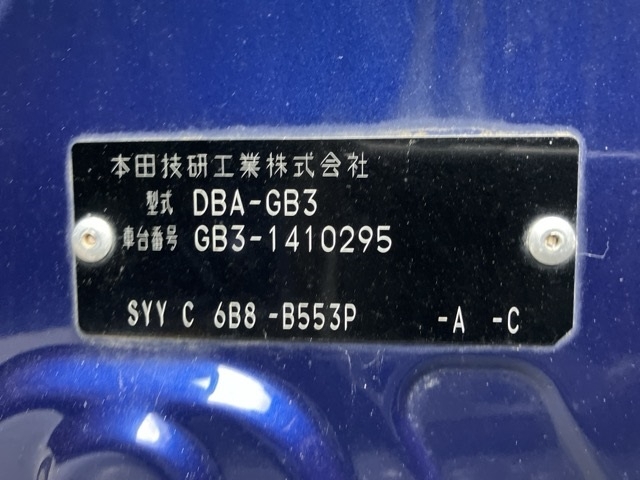 本田技研工業株式会社
型式 DBA-GB3
車台番号 GB3-1410295
SYY C 6B8 -B553P -A -C